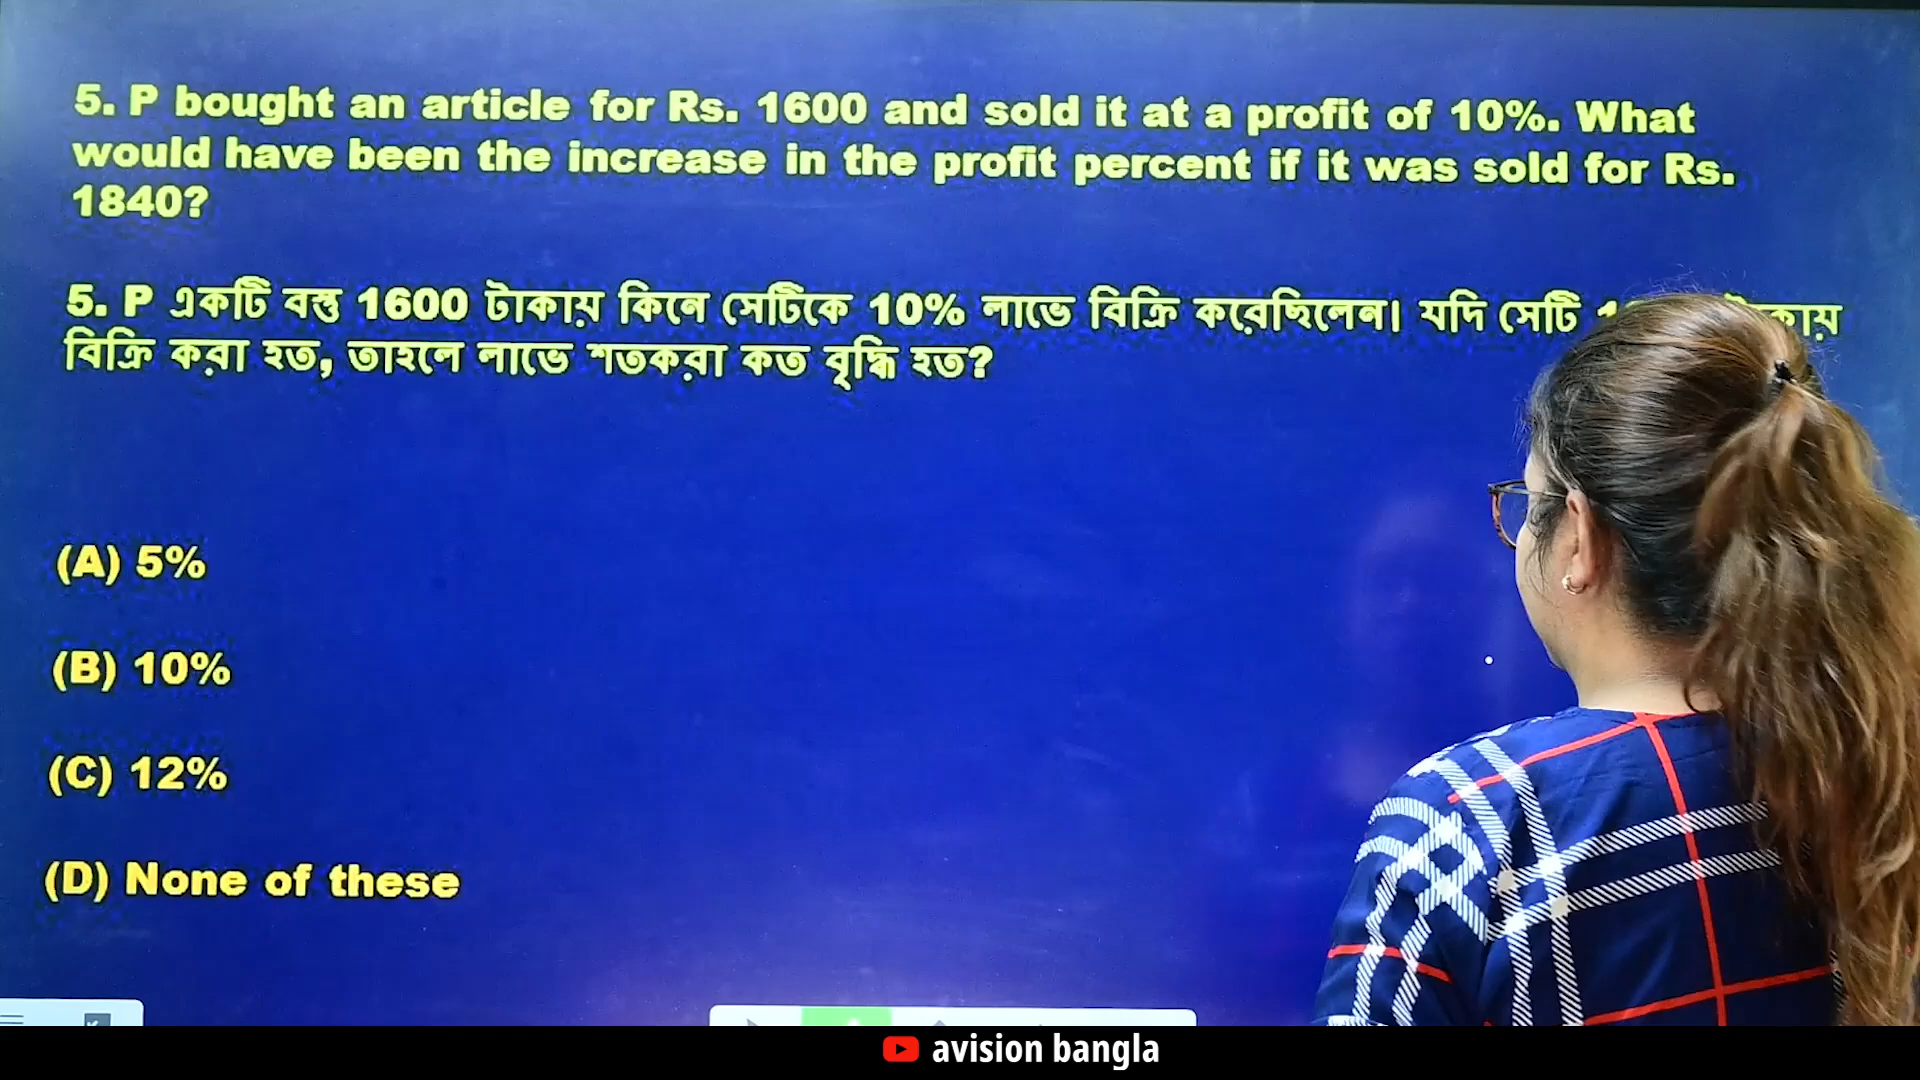 5. P bought an article for Rs. 1600 and sold it at a profit of 10%. What
would have been the increase in the profit percent if it was sold for Rs.
1840?
5. P একটি বস্তু 1600 টাকায় কিনে সেটিকে 10% লাভে বিক্রি করেছিলেন। যদি সেটি
বিক্রি করা হত, তাহলে লাভে শতকরা কত বৃদ্ধি হত?
(A) 5%
(B) 10%
(C) 12%
(D) None of these
avision bangla